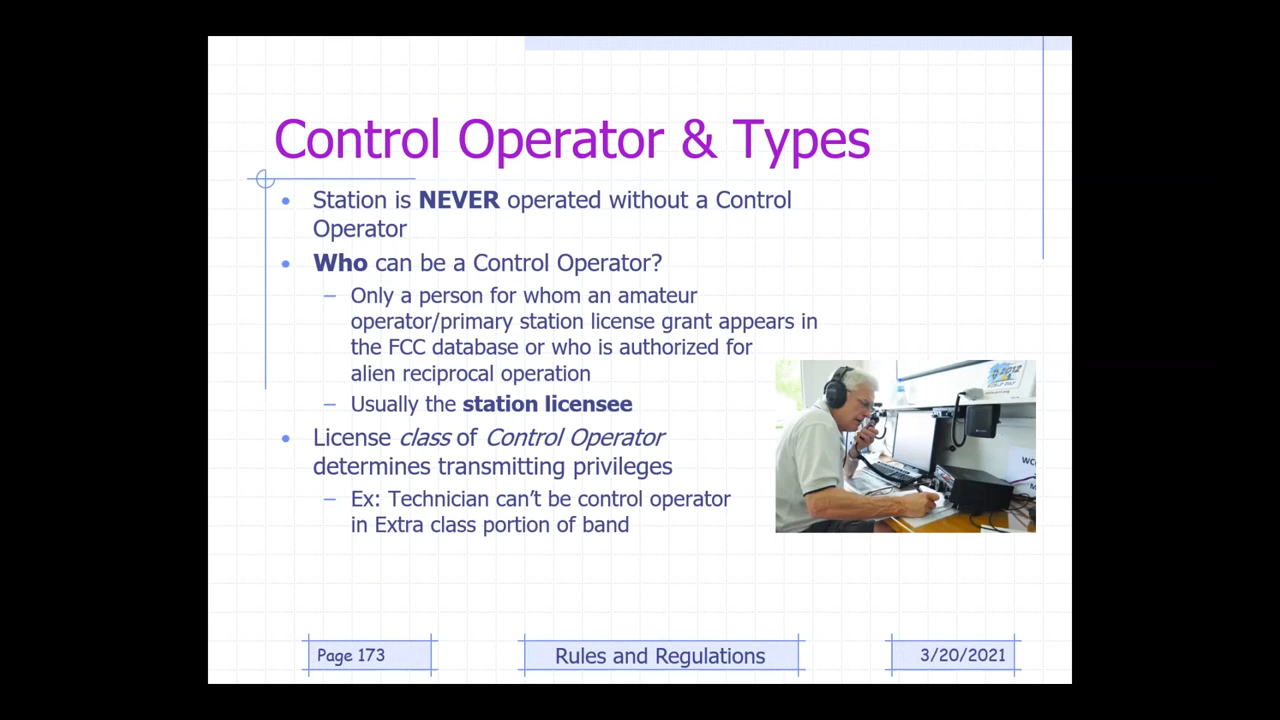 Control Operator & Types
• Station is NEVER operated without a Control
Operator
• Who can be a Control Operator?
– Only a person for whom an amateur
operator/primary station license grant appears in
the FCC database or who is authorized for
alien reciprocal operation
– Usually the station licensee
• License class of Control Operator
determines transmitting privileges
– Ex: Technician can't be control operator
in Extra class portion of band
Page 173
Rules and Regulations
3/20/2021